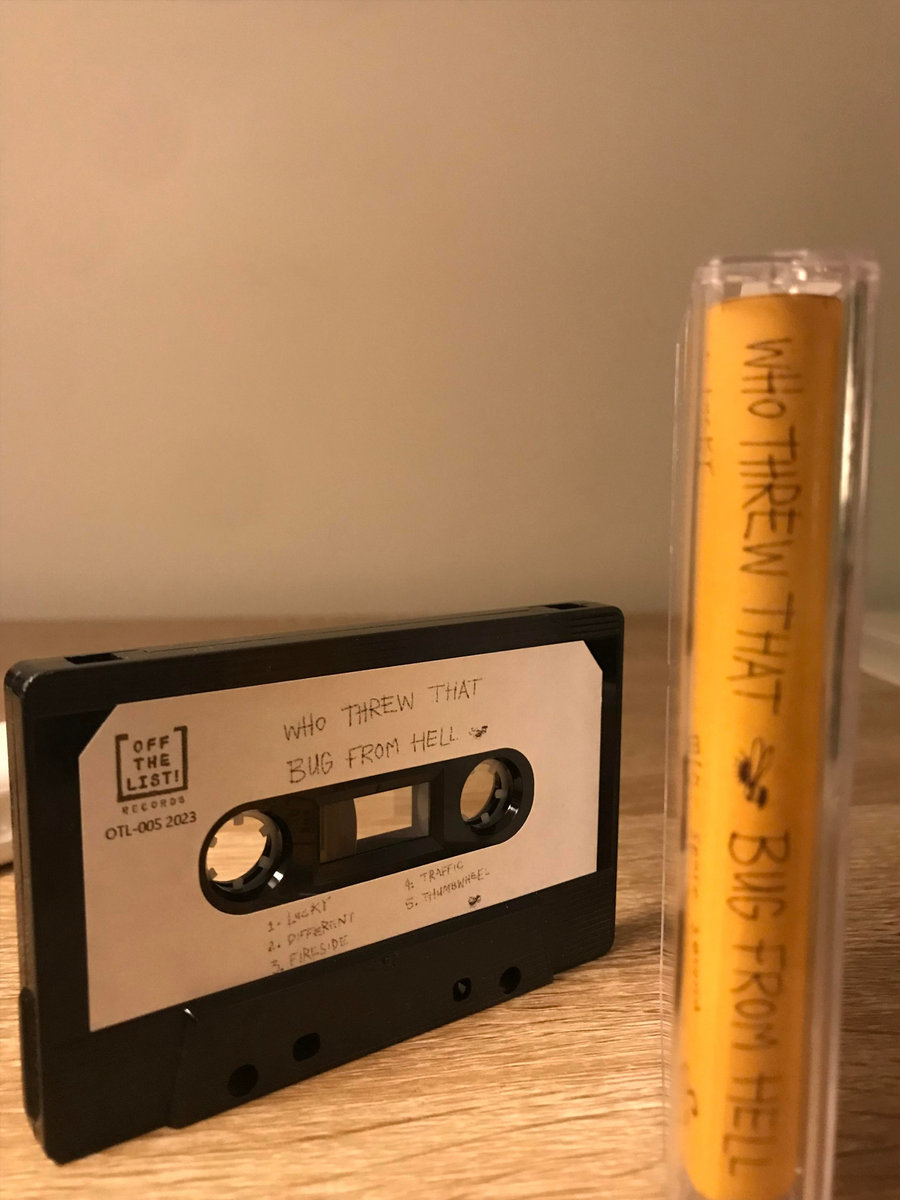 OFF
THE
LIST!
RECORDS
OTL-005 2023
WHO THREW THAT
BUG FROM HELL
1. LUCKY
2. DIFFERENT
3. FIRESIDE
4. TRAFFIC
5. THUMBWHEEL
WHO THREW THAT BUG FROM HELL